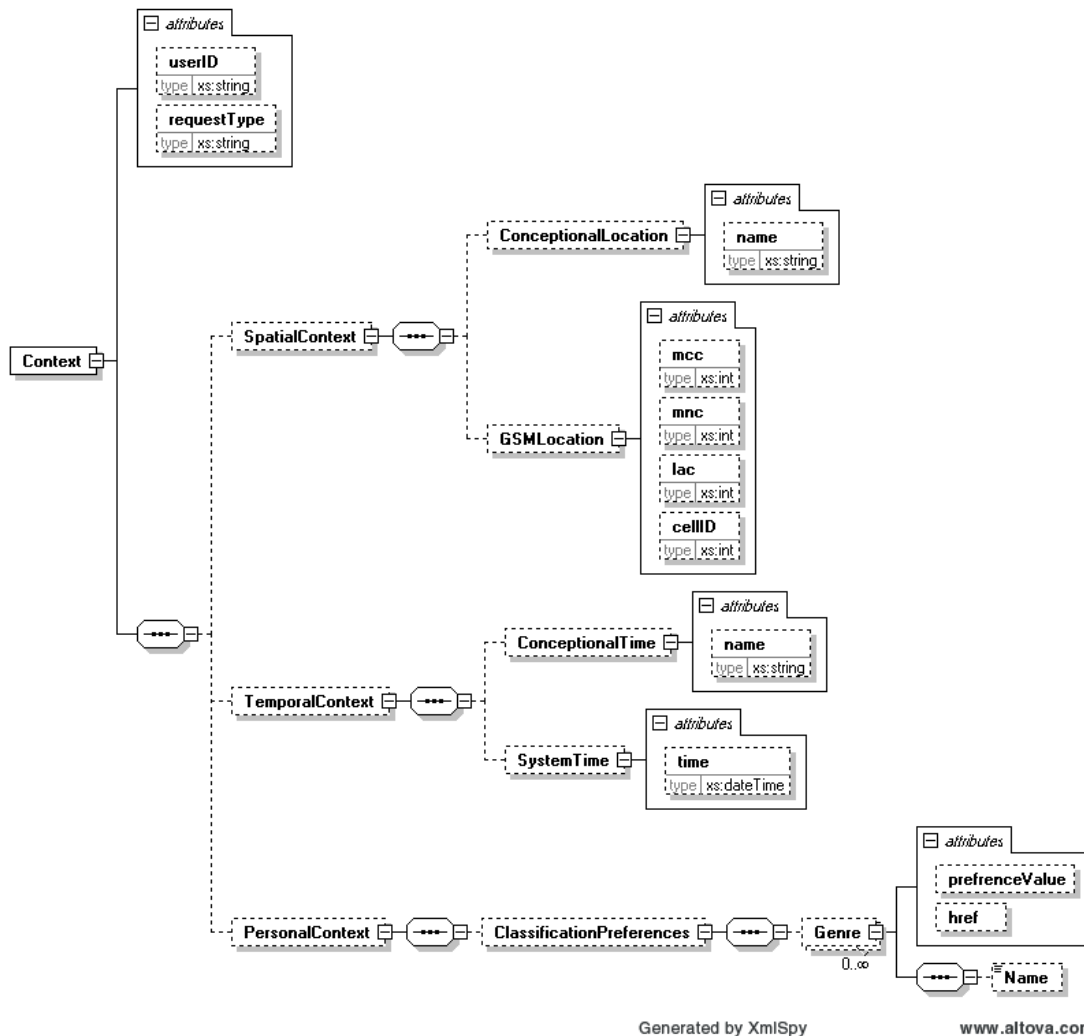 attributes
userID
type xs:string
requestType
type xs:string
attributes
ConceptionalLocation
name
type xs:string
attributes
SpatialContext
mcc
type xs:int
Context
mnc
type xs:int
GSMLocation
lac
type xs:int
cellID
type xs:int
attributes
ConceptionalTime
name
type xs:string
TemporalContext
attributes
SystemTime
time
type xs:dateTime
attributes
prefrenceValue
href
PersonalContext
ClassificationPreferences
Genre
0..∞
Name
Generated by XmlSpy www.altova.com